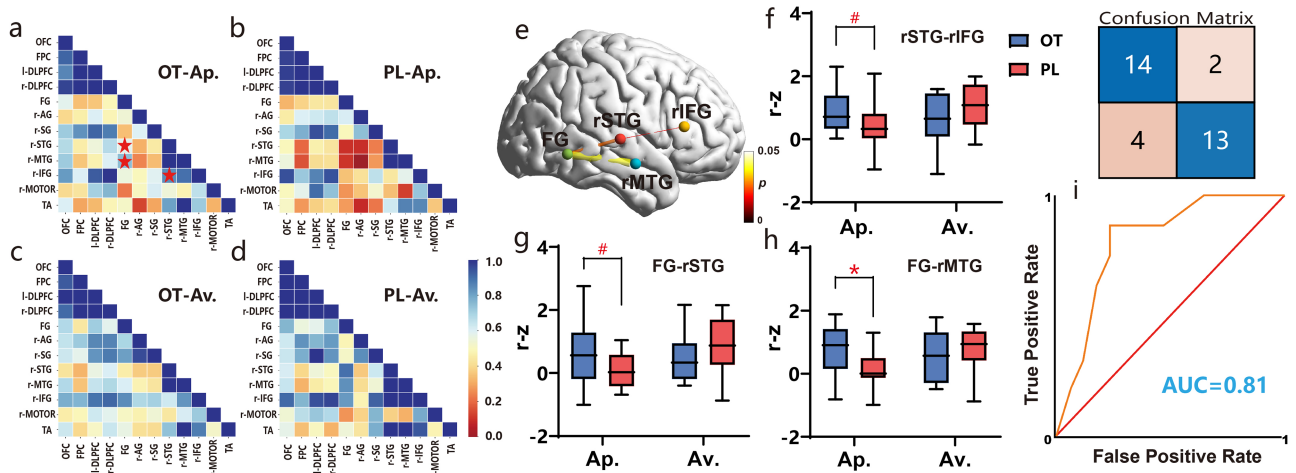 a
OT-Ap.
OFC
FPC
l-DLPFC
r-DLPFC
FG
r-AG
r-SG
r-STG
r-MTG
r-IFG
r-MOTOR
TA
OFC FPC l-DLPFC r-DLPFC FG r-AG r-SG r-STG r-MTG r-IFG r-MOTOR TA
b
PL-Ap.
OFC
FPC
l-DLPFC
r-DLPFC
FG
r-AG
r-SG
r-STG
r-MTG
r-IFG
r-MOTOR
TA
OFC FPC l-DLPFC r-DLPFC FG r-AG r-SG r-STG r-MTG r-IFG r-MOTOR TA
c
OT-Av.
OFC
FPC
l-DLPFC
r-DLPFC
FG
r-AG
r-SG
r-STG
r-MTG
r-IFG
r-MOTOR
TA
OFC FPC l-DLPFC r-DLPFC FG r-AG r-SG r-STG r-MTG r-IFG r-MOTOR TA
d
PL-Av.
OFC
FPC
l-DLPFC
r-DLPFC
FG
r-AG
r-SG
r-STG
r-MTG
r-IFG
r-MOTOR
TA
OFC FPC l-DLPFC r-DLPFC FG r-AG r-SG r-STG r-MTG r-IFG r-MOTOR TA
1.0
0.8
0.6
0.4
0.2
0.0
e
rSTG
rIFG
FG
rMTG
0.05
p
0
f
rSTG-rIFG
#
OT
PL
r-z
4
2
0
-2
Ap. Av.
g
FG-rSTG
#
r-z
4
2
0
-2
Ap. Av.
h
FG-rMTG
*
r-z
4
2
0
-2
Ap. Av.
Confusion Matrix
14 2
4 13
i
1
True Positive Rate
AUC=0.81
0 1
False Positive Rate